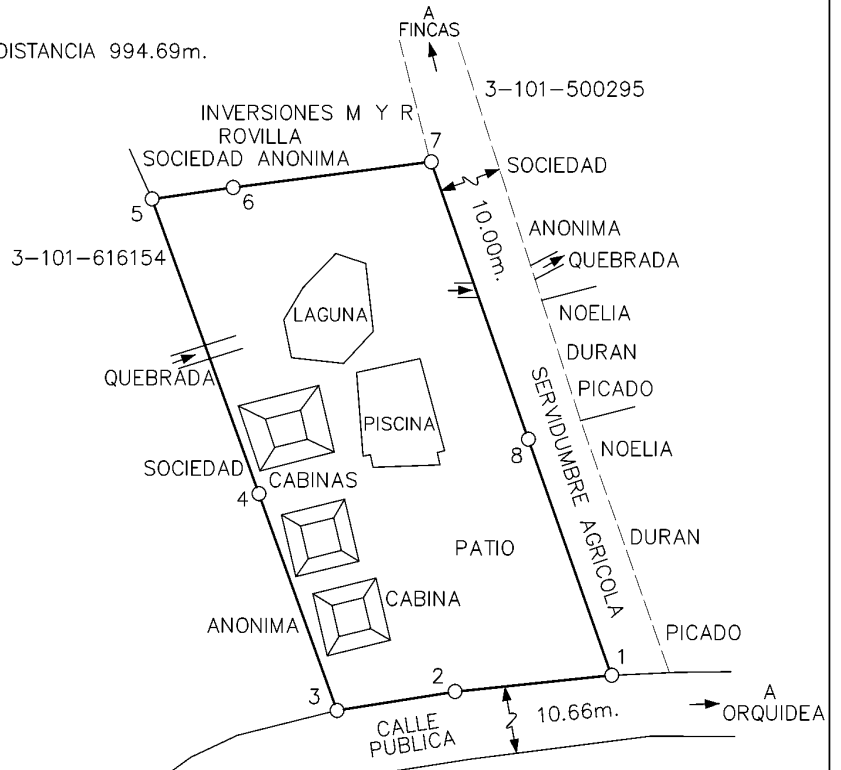 A
FINCAS
DISTANCIA 994.69m.
3-101-500295
INVERSIONES M Y R
ROVILLA
SOCIEDAD ANONIMA
7
SOCIEDAD
5
6
10.00m.
ANONIMA
3-101-616154
QUEBRADA
LAGUNA
NOELIA
DURAN
QUEBRADA
PICADO
SERVIDUMBRE AGRICOLA
PISCINA
8
NOELIA
SOCIEDAD
CABINAS
4
PATIO
DURAN
CABINA
ANONIMA
PICADO
1
2
3
A
ORQUIDEA
10.66m.
CALLE
PUBLICA